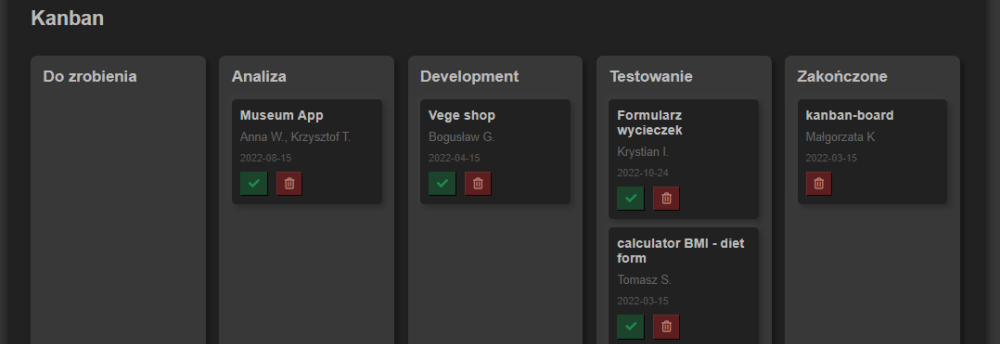 Kanban
Do zrobienia
Analiza
Museum App
Anna W., Krzysztof T.
2022-08-15
Development
Vege shop
Bogusław G.
2022-04-15
Testowanie
Formularz
wycieczek
Krystian I.
2022-10-24
calculator BMI - diet
form
Tomasz S.
2022-03-15
Zakończone
kanban-board
Małgorzata K
2022-03-15